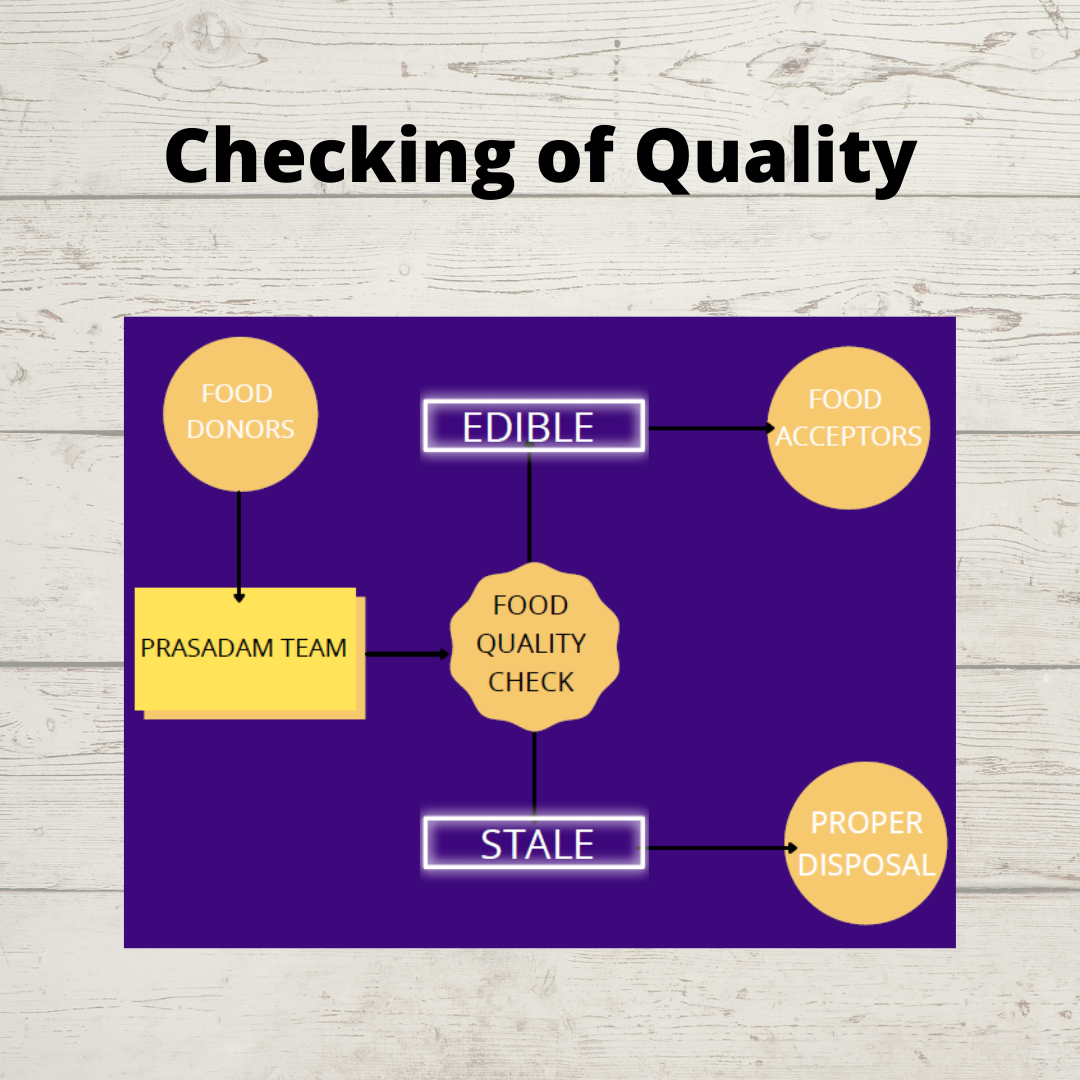 Checking of Quality
FOOD
DONORS
EDIBLE
FOOD
ACCEPTORS
PRASADAM TEAM
FOOD
QUALITY
CHECK
STALE
PROPER
DISPOSAL